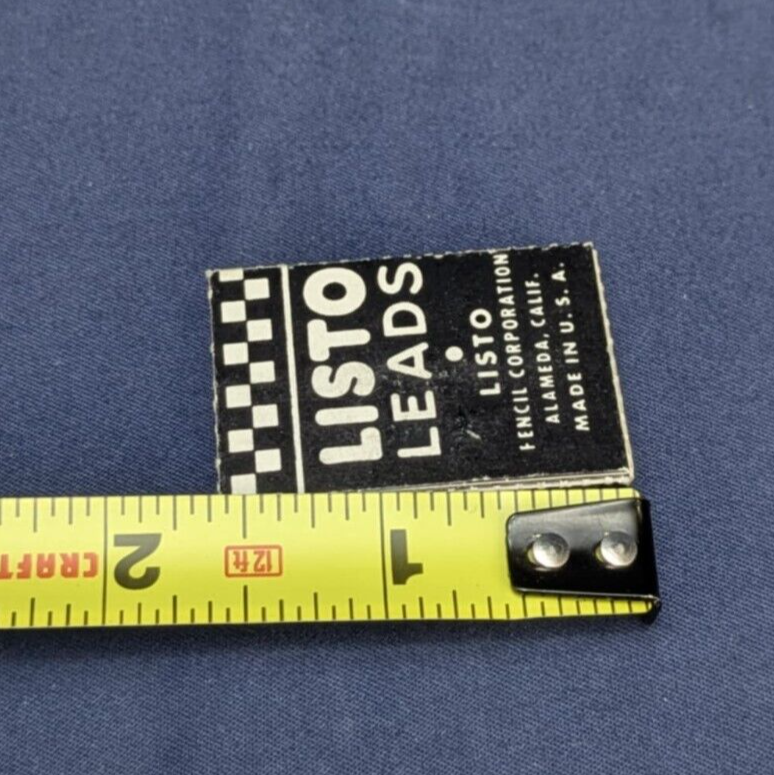 LISTO
LEADS
LISTO
PENCIL CORPORATION
ALAMEDA, CALIF.
MADE IN U. S. A.
CRAFT
2
12ft
1